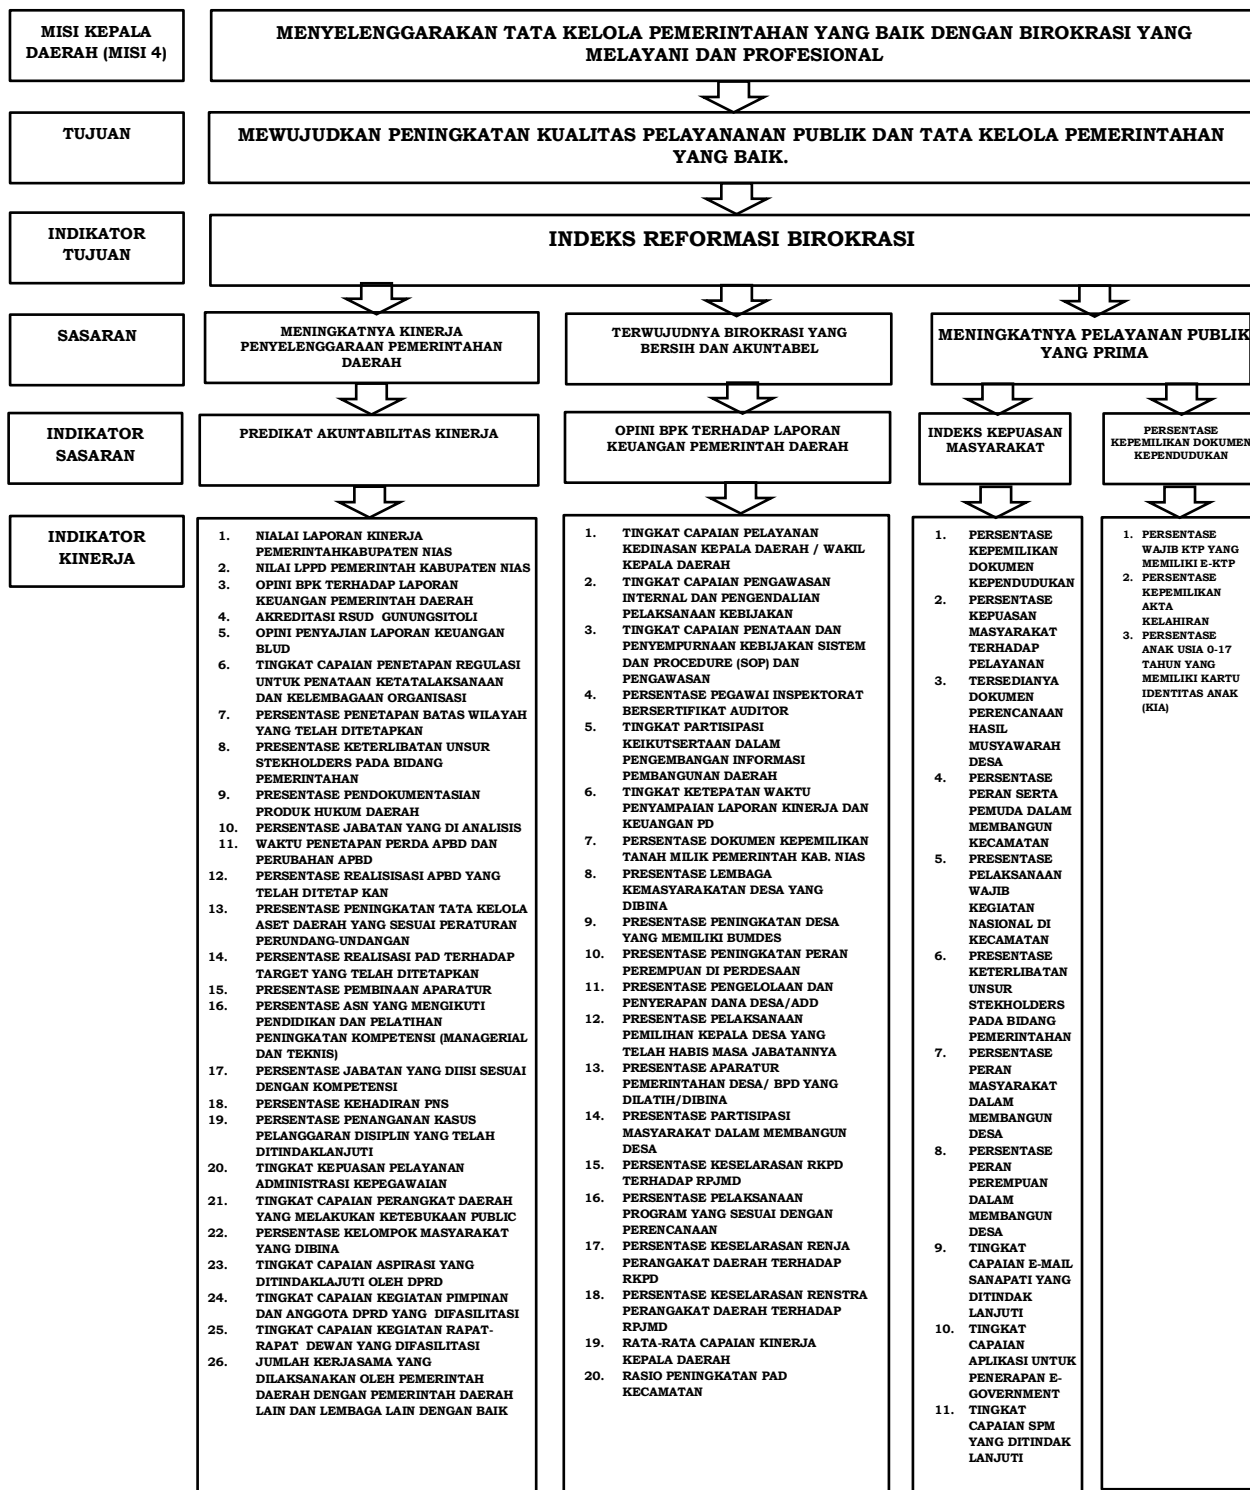 MISI KEPALA
DAERAH (MISI 4)
MENYELENGGARAKAN TATA KELOLA PEMERINTAHAN YANG BAIK DENGAN BIROKRASI YANG
MELAYANI DAN PROFESIONAL
TUJUAN
MEWUJUDKAN PENINGKATAN KUALITAS PELAYANANAN PUBLIK DAN TATA KELOLA PEMERINTAHAN
YANG BAIK.
INDIKATOR
TUJUAN
INDEKS REFORMASI BIROKRASI
SASARAN
MENINGKATNYA KINERJA
PENYELENGGARAAN PEMERINTAHAN
DAERAH
TERWUJUDNYA BIROKRASI YANG
BERSIH DAN AKUNTABEL
MENINGKATNYA PELAYANAN PUBLIK
YANG PRIMA
INDIKATOR
SASARAN
PREDIKAT AKUNTABILITAS KINERJA
OPINI BPK TERHADAP LAPORAN
KEUANGAN PEMERINTAH DAERAH
INDEKS KEPUASAN
MASYARAKAT
PERSENTASE
KEPEMILIKAN DOKUMEN
KEPENDUDUKAN
INDIKATOR
KINERJA
1. NIALAI LAPORAN KINERJA
PEMERINTAHKABUPATEN NIAS
2. NILAI LPPD PEMERINTAH KABUPATEN NIAS
3. OPINI BPK TERHADAP LAPORAN
KEUANGAN PEMERINTAH DAERAH
4. AKREDITASI RSUD GUNUNGSITOLI
5. OPINI PENYAJIAN LAPORAN KEUANGAN
BLUD
6. TINGKAT CAPAIAN PENETAPAN REGULASI
UNTUK PENATAAN KETATALAKSANAAN
DAN KELEMBAGAAN ORGANISASI
7. PERSENTASE PENETAPAN BATAS WILAYAH
YANG TELAH DITETAPKAN
8. PRESENTASE KETERLIBATAN UNSUR
STEKHOLDERS PADA BIDANG
PEMERINTAHAN
9. PRESENTASE PENDOKUMENTASIAN
PRODUK HUKUM DAERAH
10. PERSENTASE JABATAN YANG DI ANALISIS
11. WAKTU PENETAPAN PERDA APBD DAN
PERUBAHAN APBD
12. PERSENTASE REALISISASI APBD YANG
TELAH DITETAP KAN
13. PRESENTASE PENINGKATAN TATA KELOLA
ASET DAERAH YANG SESUAI PERATURAN
PERUNDANG-UNDANGAN
14. PERSENTASE REALISASI PAD TERHADAP
TARGET YANG TELAH DITETAPKAN
15. PRESENTASE PEMBINAAN APARATUR
16. PERSENTASE ASN YANG MENGIKUTI
PENDIDIKAN DAN PELATIHAN
PENINGKATAN KOMPETENSI (MANAGERIAL
DAN TEKNIS)
17. PERSENTASE JABATAN YANG DIISI SESUAI
DENGAN KOMPETENSI
18. PERSENTASE KEHADIRAN PNS
19. PERSENTASE PENANGANAN KASUS
PELANGGARAN DISIPLIN YANG TELAH
DITINDAKLANJUTI
20. TINGKAT KEPUASAN PELAYANAN
ADMINISTRASI KEPEGAWAIAN
21. TINGKAT CAPAIAN PERANGKAT DAERAH
YANG MELAKUKAN KETEBUKAAN PUBLIC
22. PERSENTASE KELOMPOK MASYARAKAT
YANG DIBINA
23. TINGKAT CAPAIAN ASPIRASI YANG
DITINDAKLAJUTI OLEH DPRD
24. TINGKAT CAPAIAN KEGIATAN PIMPINAN
DAN ANGGOTA DPRD YANG DIFASILITASI
25. TINGKAT CAPAIAN KEGIATAN RAPAT-
RAPAT DEWAN YANG DIFASILITASI
26. JUMLAH KERJASAMA YANG
DILAKSANAKAN OLEH PEMERINTAH
DAERAH DENGAN PEMERINTAH DAERAH
LAIN DAN LEMBAGA LAIN DENGAN BAIK
1. TINGKAT CAPAIAN PELAYANAN
KEDINASAN KEPALA DAERAH / WAKIL
KEPALA DAERAH
2. TINGKAT CAPAIAN PENGAWASAN
INTERNAL DAN PENGENDALIAN
PELAKSANAAN KEBIJAKAN
3. TINGKAT CAPAIAN PENATAAN DAN
PENYEMPURNAAN KEBIJAKAN SISTEM
DAN PROCEDURE (SOP) DAN
PENGAWASAN
4. PERSENTASE PEGAWAI INSPEKTORAT
BERSERTIFIKAT AUDITOR
5. TINGKAT PARTISIPASI
KEIKUTSERTAAN DALAM
PENGEMBANGAN INFORMASI
PEMBANGUNAN DAERAH
6. TINGKAT KETEPATAN WAKTU
PENYAMPAIAN LAPORAN KINERJA DAN
KEUANGAN PD
7. PERSENTASE DOKUMEN KEPEMILIKAN
TANAH MILIK PEMERINTAH KAB. NIAS
8. PRESENTASE LEMBAGA
KEMASYARAKATAN DESA YANG
DIBINA
9. PRESENTASE PENINGKATAN DESA
YANG MEMILIKI BUMDES
10. PRESENTASE PENINGKATAN PERAN
PEREMPUAN DI PERDESAAN
11. PRESENTASE PENGELOLAAN DAN
PENYERAPAN DANA DESA/ADD
12. PRESENTASE PELAKSANAAN
PEMILIHAN KEPALA DESA YANG
TELAH HABIS MASA JABATANNYA
13. PRESENTASE APARATUR
PEMERINTAHAN DESA/ BPD YANG
DILATIH/DIBINA
14. PRESENTASE PARTISIPASI
MASYARAKAT DALAM MEMBANGUN
DESA
15. PERSENTASE KESELARASAN RKPD
TERHADAP RPJMD
16. PERSENTASE PELAKSANAAN
PROGRAM YANG SESUAI DENGAN
PERENCANAAN
17. PERSENTASE KESELARASAN RENJA
PERANGAKAT DAERAH TERHADAP
RKPD
18. PERSENTASE KESELARASAN RENSTRA
PERANGAKAT DAERAH TERHADAP
RPJMD
19. RATA-RATA CAPAIAN KINERJA
KEPALA DAERAH
20. RASIO PENINGKATAN PAD
KECAMATAN
1. PERSENTASE
KEPEMILIKAN
DOKUMEN
KEPENDUDUKAN
2. PERSENTASE
KEPUASAN
MASYARAKAT
TERHADAP
PELAYANAN
3. TERSEDIANYA
DOKUMEN
PERENCANAAN
HASIL
MUSYAWARAH
DESA
4. PERSENTASE
PERAN SERTA
PEMUDA DALAM
MEMBANGUN
KECAMATAN
5. PRESENTASE
PELAKSANAAN
WAJIB
KEGIATAN
NASIONAL DI
KECAMATAN
6. PRESENTASE
KETERLIBATAN
UNSUR
STEKHOLDERS
PADA BIDANG
PEMERINTAHAN
7. PERSENTASE
PERAN
MASYARAKAT
DALAM
MEMBANGUN
DESA
8. PERSENTASE
PERAN
PEREMPUAN
DALAM
MEMBANGUN
DESA
9. TINGKAT
CAPAIAN E-MAIL
SANAPATI YANG
DITINDAK
LANJUTI
10. TINGKAT
CAPAIAN
APLIKASI UNTUK
PENERAPAN E-
GOVERNMENT
11. TINGKAT
CAPAIAN SPM
YANG DITINDAK
LANJUTI
1. PERSENTASE
WAJIB KTP YANG
MEMILIKI E-KTP
2. PERSENTASE
KEPEMILIKAN
AKTA
KELAHIRAN
3. PERSENTASE
ANAK USIA 0-17
TAHUN YANG
MEMILIKI KARTU
IDENTITAS ANAK
(KIA)